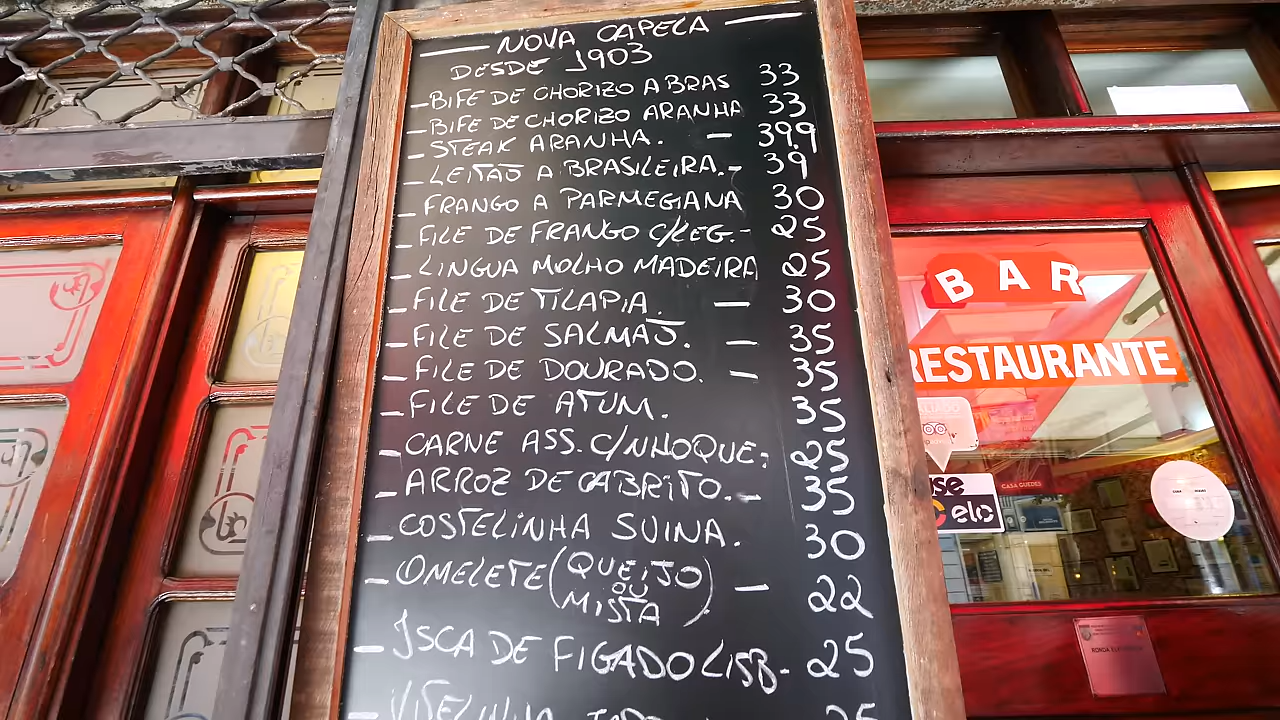 NOVA CAPELA
DESDE 1903
BIFE DE CHORIZO A BRAS 33
BIFE DE CHORIZO ARANHA 33
STEAK ARANHA. — 39.9
LEITÃO A BRASILEIRA. - 39
FRANGO A PARMEGIANA 30
FILE DE FRANGO C/LEG. - 25
LINGUA MOLHO MADEIRA 25
FILE DE TILAPIA. — 30
FILE DE SALMÃO. — 35
FILE DE DOURADO. — 35
FILE DE ATUM. 35
CARNE ASS. C/NHOQUE: 25
ARROZ DE CABRITO. - 35
COSTELINHA SUINA. 30
OMELETE (QUEIJO OU MISTA) — 22
ISCA DE FIGADO LISB- 25
BAR
RESTAURANTE
elo
CASA GUEDES